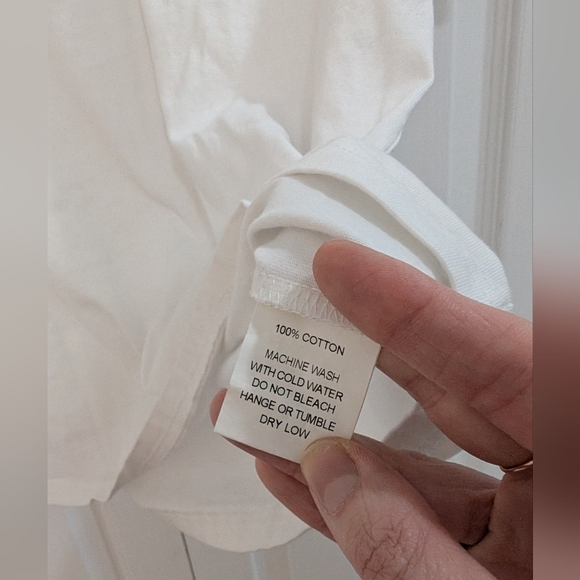 100% COTTON
MACHINE WASH
WITH COLD WATER
DO NOT BLEACH
HANGE OR TUMBLE
DRY LOW